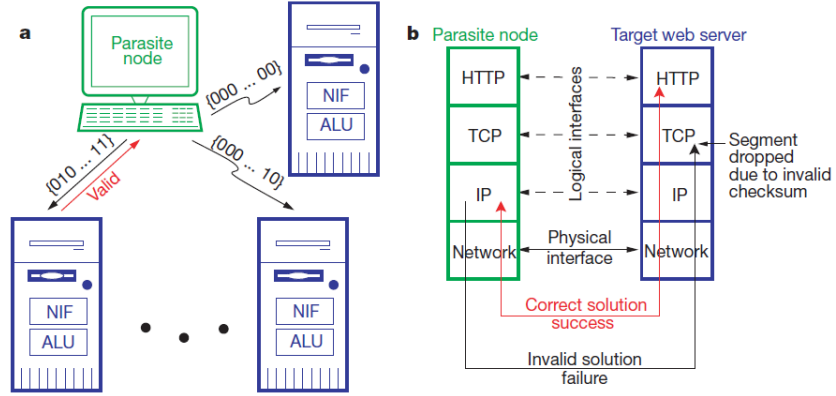 a
Parasite
node
{000 ... 00}
NIF
ALU
{010 ... 11}
Valid
{000 ... 10}
NIF
ALU
NIF
ALU
b
Parasite node
Target web server
HTTP
HTTP
TCP
TCP
IP
IP
Network
Network
Logical interfaces
Physical
interface
Segment
dropped
due to invalid
checksum
Correct solution
success
Invalid solution
failure